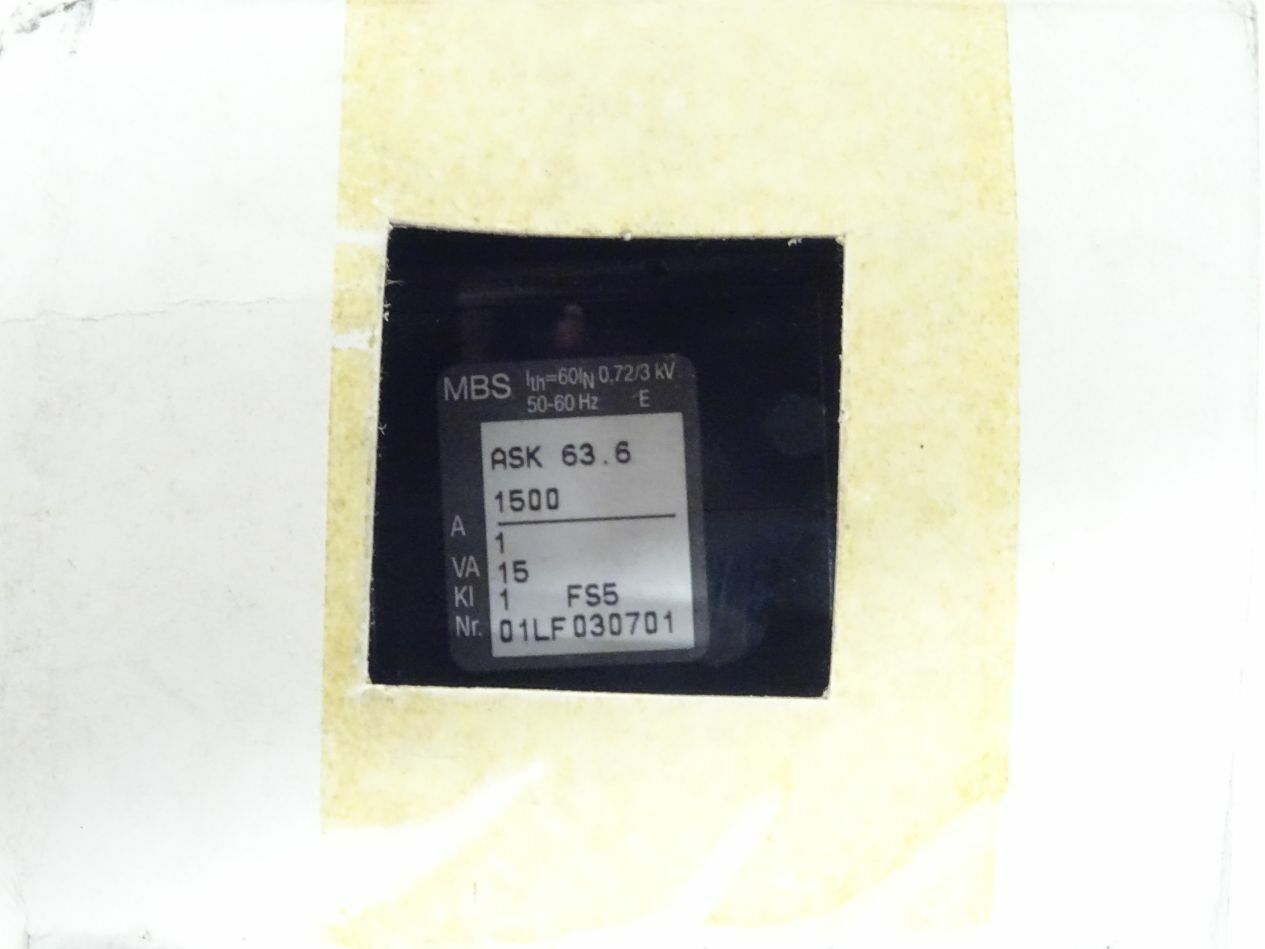 MBS Ith=60IN 0,72/3 kV
50-60 Hz E
ASK 63.6
1500
A
1
VA 15
Kl 1 FS5
Nr. 01LF030701